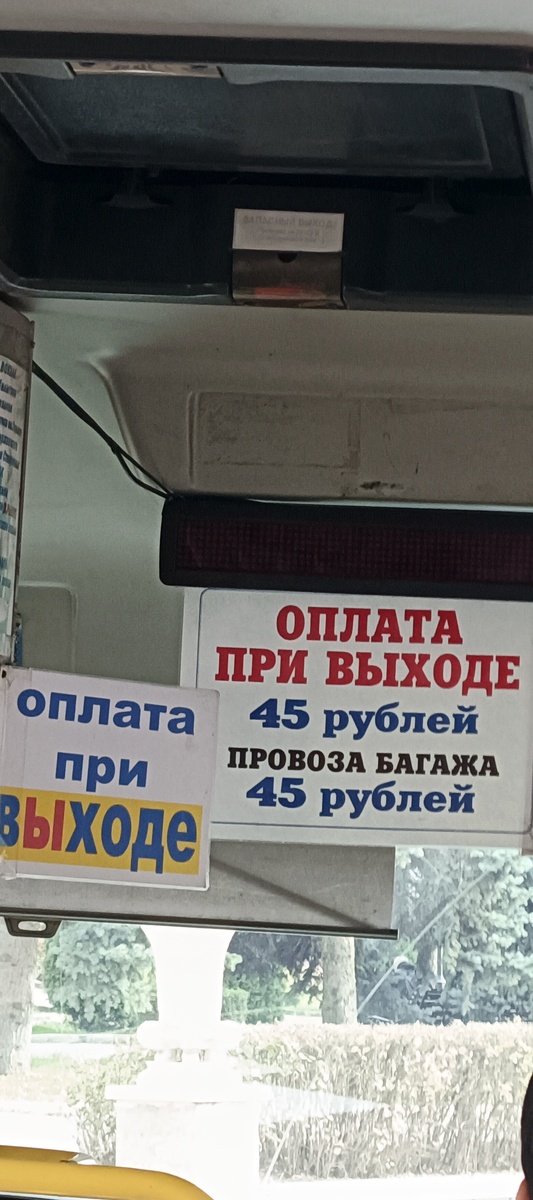 оплата
при
ВЫХОДЕ
ОПЛАТА
ПРИ ВЫХОДЕ
45 рублей
ПРОВОЗА БАГАЖА
45 рублей